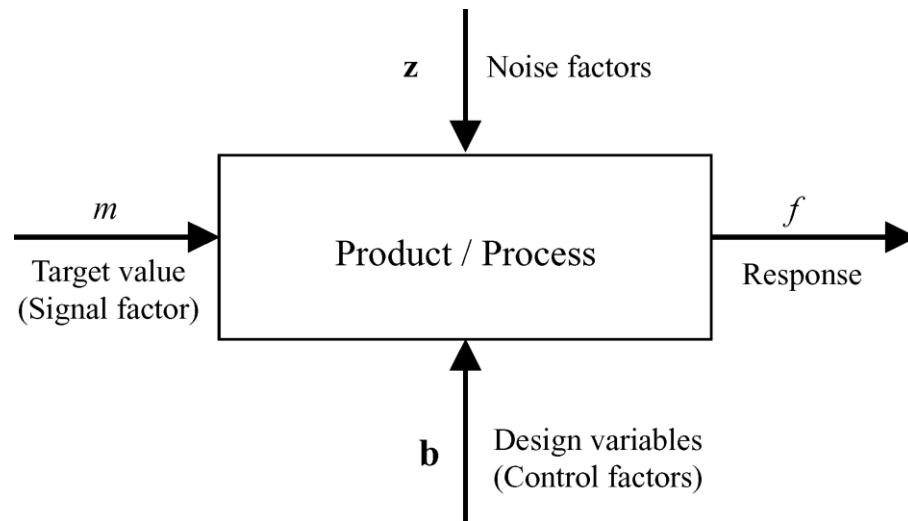 z Noise factors
m
Target value
(Signal factor)
Product / Process
f
Response
b
Design variables
(Control factors)